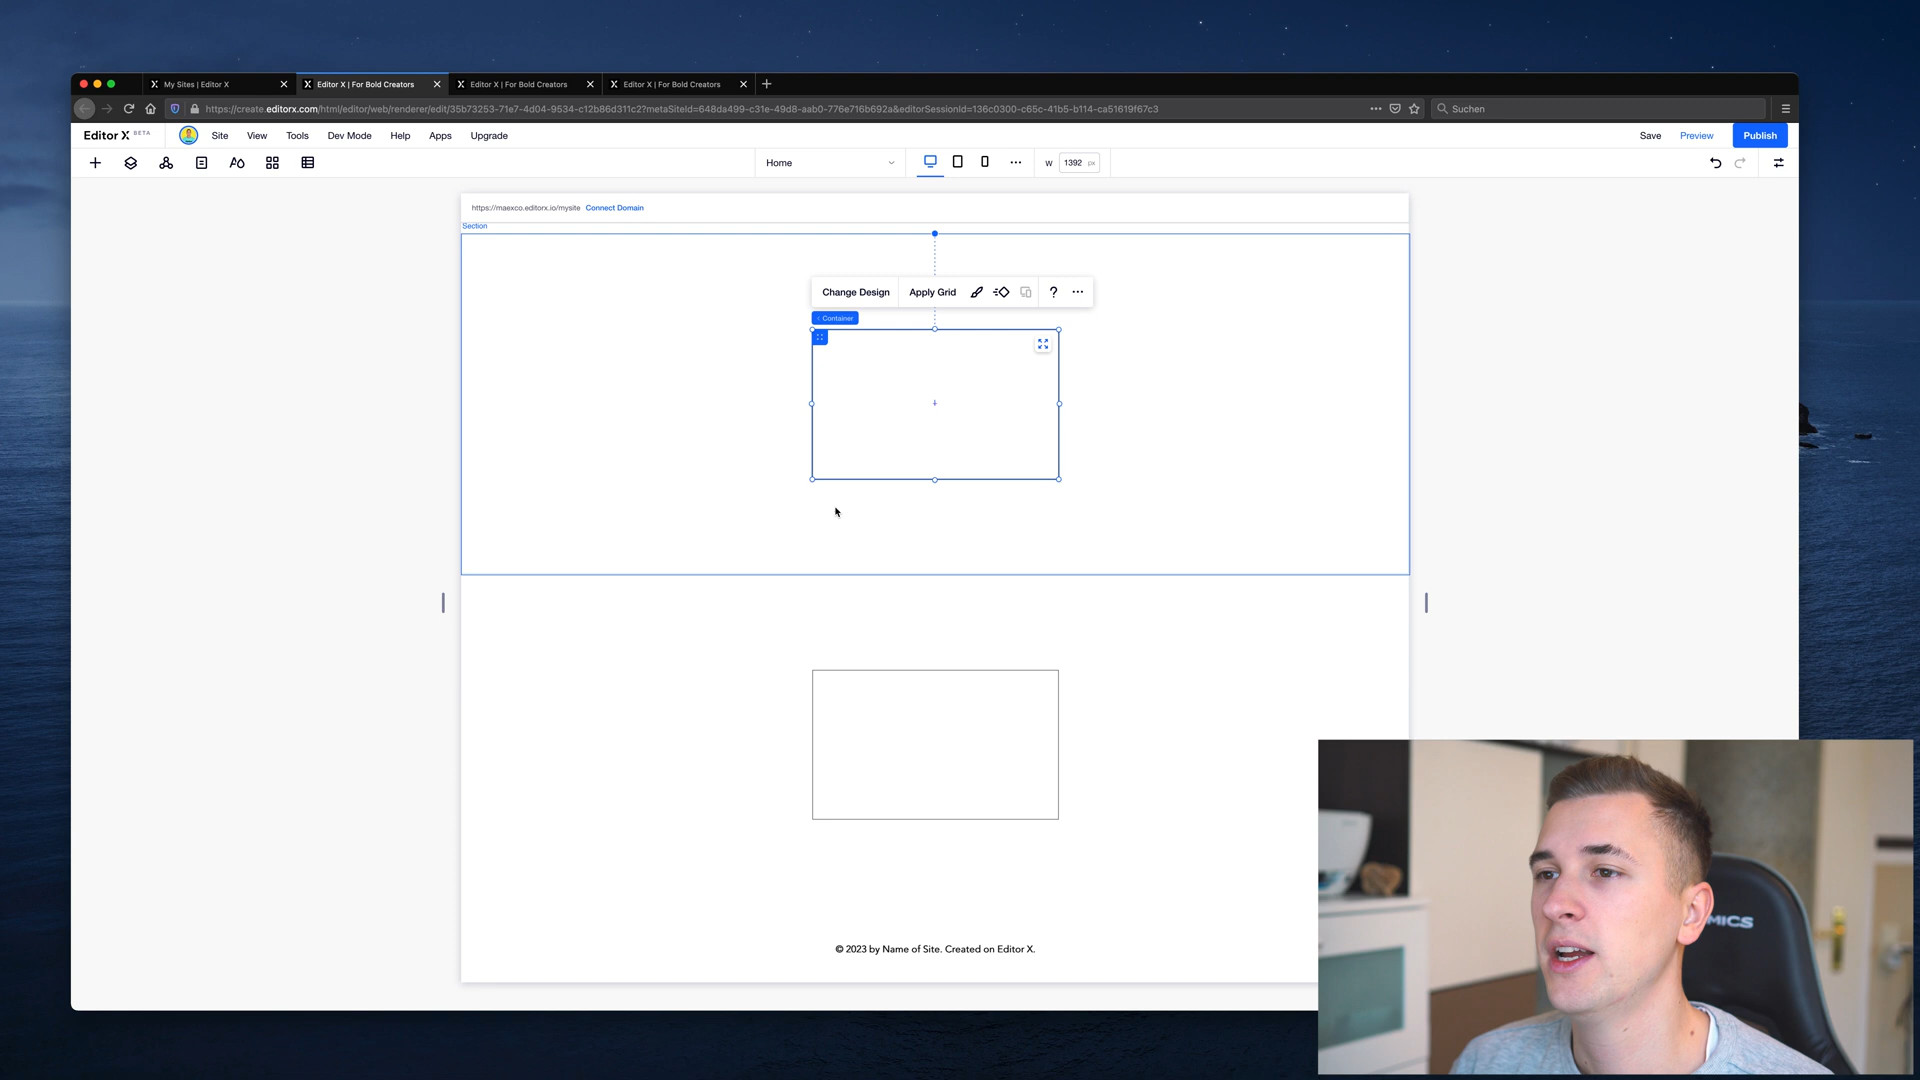 My Sites | Editor X
Editor X | For Bold Creators
Editor X | For Bold Creators
Editor X | For Bold Creators
https://create.editorx.com/html/editor/web/renderer/edit/35b73253-71e7-4d04-9534-c12b86d311c2?metaSiteId=648da499-c31e-49d8-aab0-776e716b692a&editorSessionId=136c0300-c65c-41b5-b114-ca51619f67c3
Suchen
Editor X BETA
Site
View
Tools
Dev Mode
Help
Apps
Upgrade
Save
Preview
Publish
Home
W 1392 px
https://maexco.editorx.io/mysite Connect Domain
Section
Change Design
Apply Grid
?
< Container
© 2023 by Name of Site. Created on Editor X.
OMICS